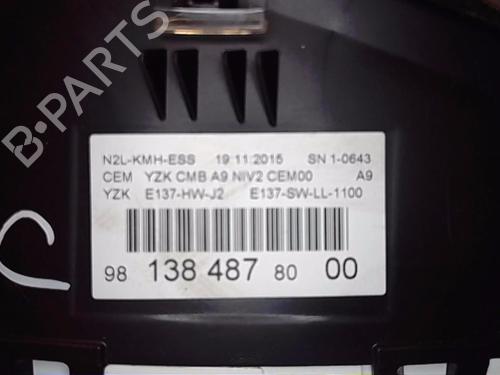 B-PARTS
N2L-KMH-ESS 19.11.2015 SN 1-0643
CEM YZK CMB A9 NIV2 CEM00 A9
YZK E137-HW-J2 E137-SW-LL-1100
98 138 487 80 00